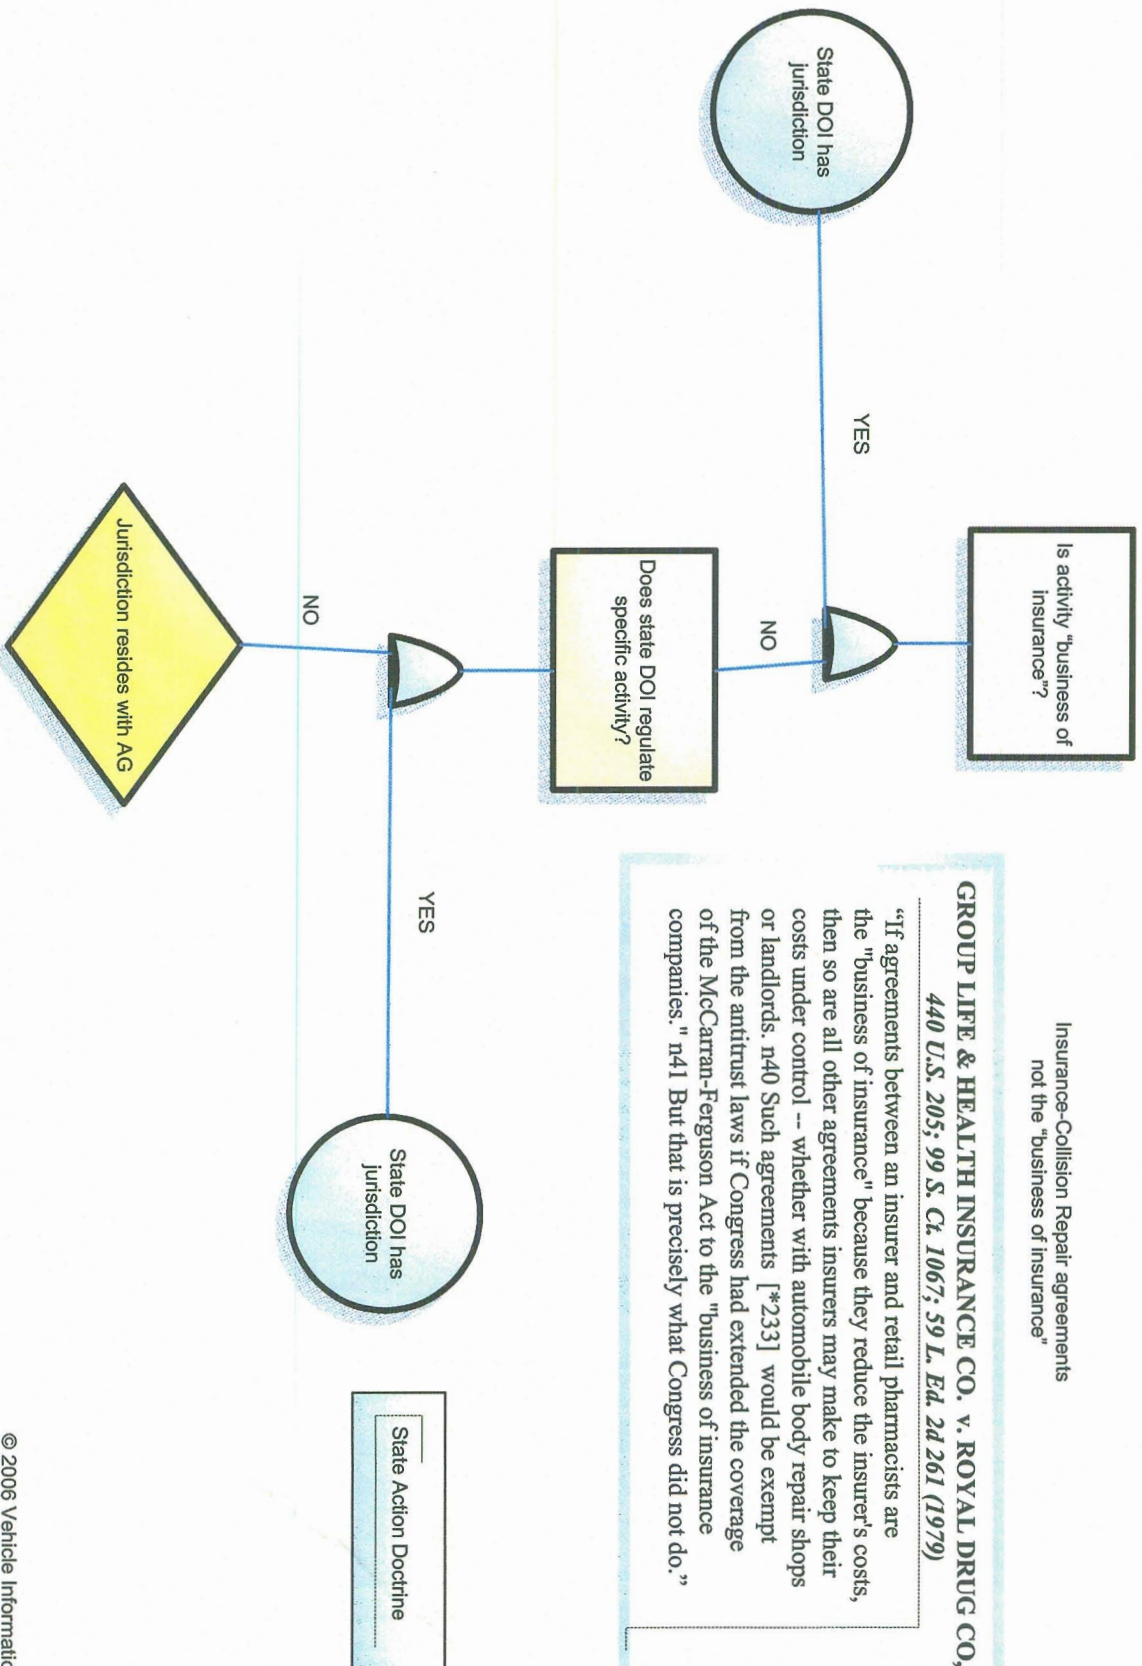 Insurance-Collision Repair agreements
not the "business of insurance"
Is activity "business of
insurance"?
GROUP LIFE & HEALTH INSURANCE CO. v. ROYAL DRUG CO,
440 U.S. 205; 99 S. Ct. 1067; 59 L. Ed. 2d 261 (1979)
YES
State DOI has
jurisdiction
NO
“If agreements between an insurer and retail pharmacists are
the "business of insurance" because they reduce the insurer's costs,
then so are all other agreements insurers may make to keep their
costs under control -- whether with automobile body repair shops
or landlords. n40 Such agreements [*233] would be exempt
from the antitrust laws if Congress had extended the coverage
of the McCarran-Ferguson Act to the "business of insurance
companies." n41 But that is precisely what Congress did not do.”
Does state DOI regulate
specific activity?
YES
State DOI has
jurisdiction
State Action Doctrine
NO
Jurisdiction resides with AG
© 2006 Vehicle Informatio